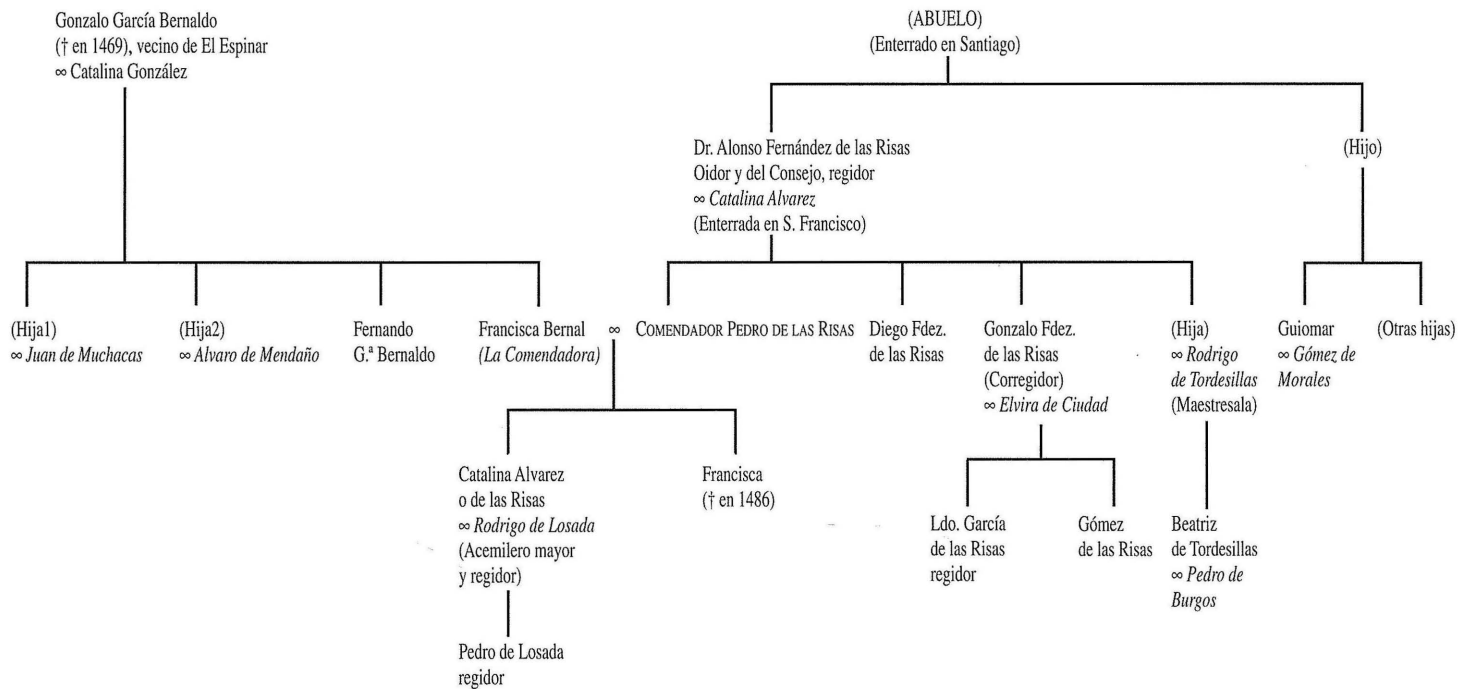 Gonzalo García Bernaldo
(† en 1469), vecino de El Espinar
∞ Catalina González
(ABUELO)
(Enterrado en Santiago)
Dr. Alonso Fernández de las Risas
Oidor y del Consejo, regidor
∞ Catalina Alvarez
(Enterrada en S. Francisco)
(Hijo)
(Hija1)
∞ Juan de Muchacas
(Hija2)
∞ Alvaro de Mendaño
Fernando
G.ª Bernaldo
Francisca Bernal
(La Comendadora)
∞
COMENDADOR PEDRO DE LAS RISAS
Diego Fdez.
de las Risas
Gonzalo Fdez.
de las Risas
(Corregidor)
∞ Elvira de Ciudad
(Hija)
∞ Rodrigo
de Tordesillas
(Maestresala)
Guiomar
∞ Gómez de
Morales
(Otras hijas)
Catalina Alvarez
o de las Risas
∞ Rodrigo de Losada
(Acemilero mayor
y regidor)
Francisca
(† en 1486)
Ldo. García
de las Risas
regidor
Gómez
de las Risas
Beatriz
de Tordesillas
∞ Pedro de
Burgos
Pedro de Losada
regidor